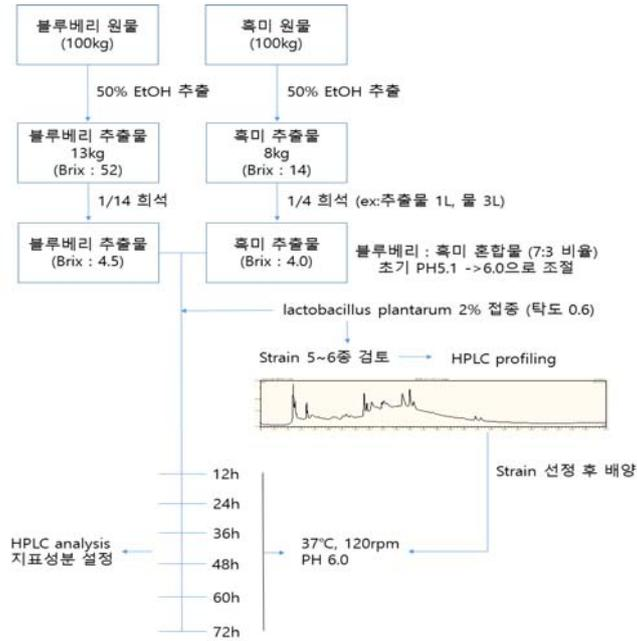 블루베리 원물
(100kg)
흑미 원물
(100kg)
50% EtOH 추출
50% EtOH 추출
블루베리 추출물
13kg
(Brix : 52)
흑미 추출물
8kg
(Brix : 14)
1/14 희석
1/4 희석 (ex:추출물 1L, 물 3L)
블루베리 추출물
(Brix : 4.5)
흑미 추출물
(Brix : 4.0)
블루베리 : 흑미 혼합물 (7:3 비율)
초기 PH5.1 ->6.0으로 조절
lactobacillus plantarum 2% 접종 (탁도 0.6)
Strain 5~6종 검토
HPLC profiling
Strain 선정 후 배양
12h
24h
36h
48h
60h
72h
HPLC analysis
지표성분 설정
37℃, 120rpm
PH 6.0